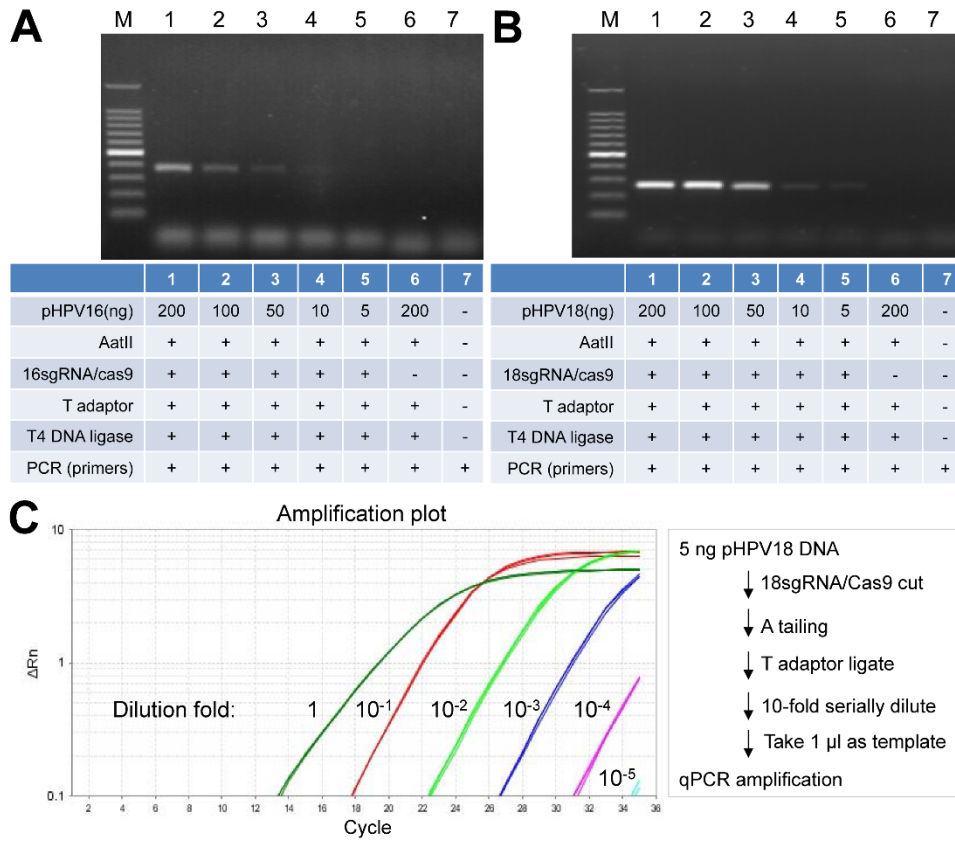 A
M 1 2 3 4 5 6 7
1 2 3 4 5 6 7
pHPV16(ng) 200 100 50 10 5 200 -
AatII + + + + + + -
16sgRNA/cas9 + + + + + - -
T adaptor + + + + + + -
T4 DNA ligase + + + + + + -
PCR (primers) + + + + + + +
B
M 1 2 3 4 5 6 7
1 2 3 4 5 6 7
pHPV18(ng) 200 100 50 10 5 200 -
AatII + + + + + + -
18sgRNA/cas9 + + + + + - -
T adaptor + + + + + + -
T4 DNA ligase + + + + + + -
PCR (primers) + + + + + + +
C
Amplification plot
10
1
0.1
ΔRn
Dilution fold: 1 10⁻¹ 10⁻² 10⁻³ 10⁻⁴
10⁻⁵
2 4 6 8 10 12 14 16 18 20 22 24 26 28 30 32 34 36
Cycle
5 ng pHPV18 DNA
18sgRNA/Cas9 cut
A tailing
T adaptor ligate
10-fold serially dilute
Take 1 µl as template
qPCR amplification